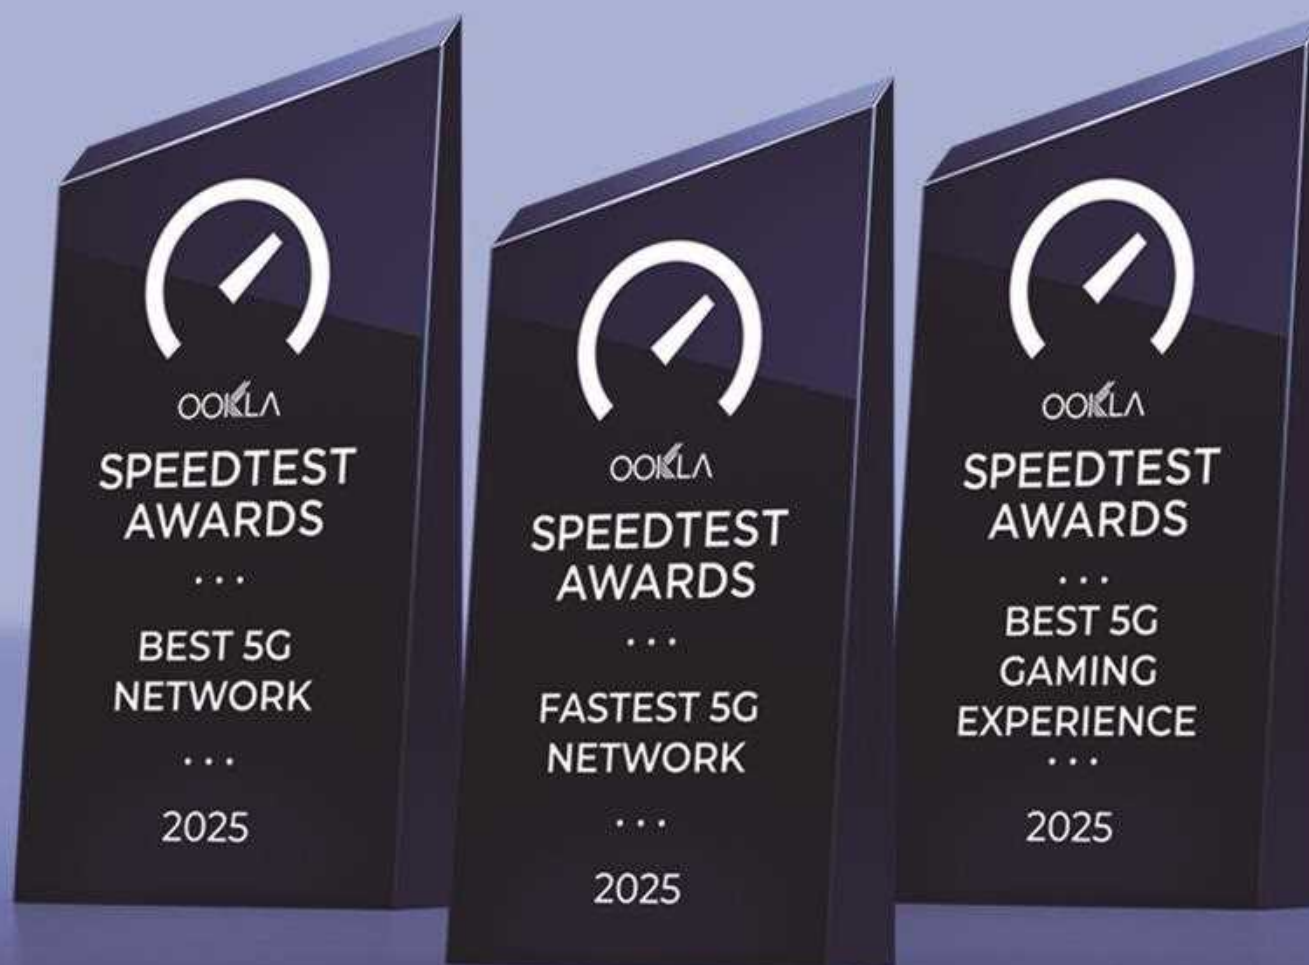 OOKLA
SPEEDTEST
AWARDS
...
BEST 5G
NETWORK
...
2025
OOKLA
SPEEDTEST
AWARDS
...
FASTEST 5G
NETWORK
...
2025
OOKLA
SPEEDTEST
AWARDS
...
BEST 5G
GAMING
EXPERIENCE
...
2025